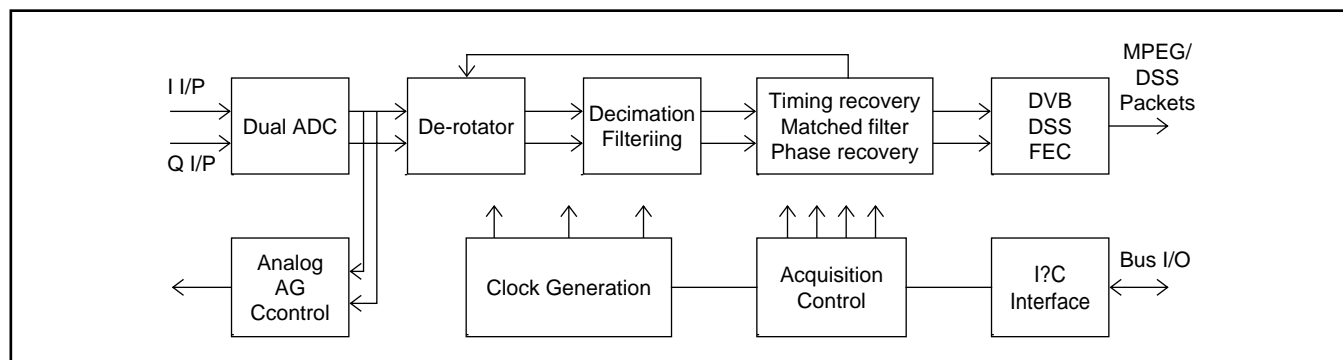 I I/P
Q I/P
Dual ADC
De-rotator
Decimation
Filteriing
Timing recovery
Matched filter
Phase recovery
DVB
DSS
FEC
MPEG/
DSS
Packets
Analog
AG
Ccontrol
Clock Generation
Acquisition
Control
I?C
Interface
Bus I/O